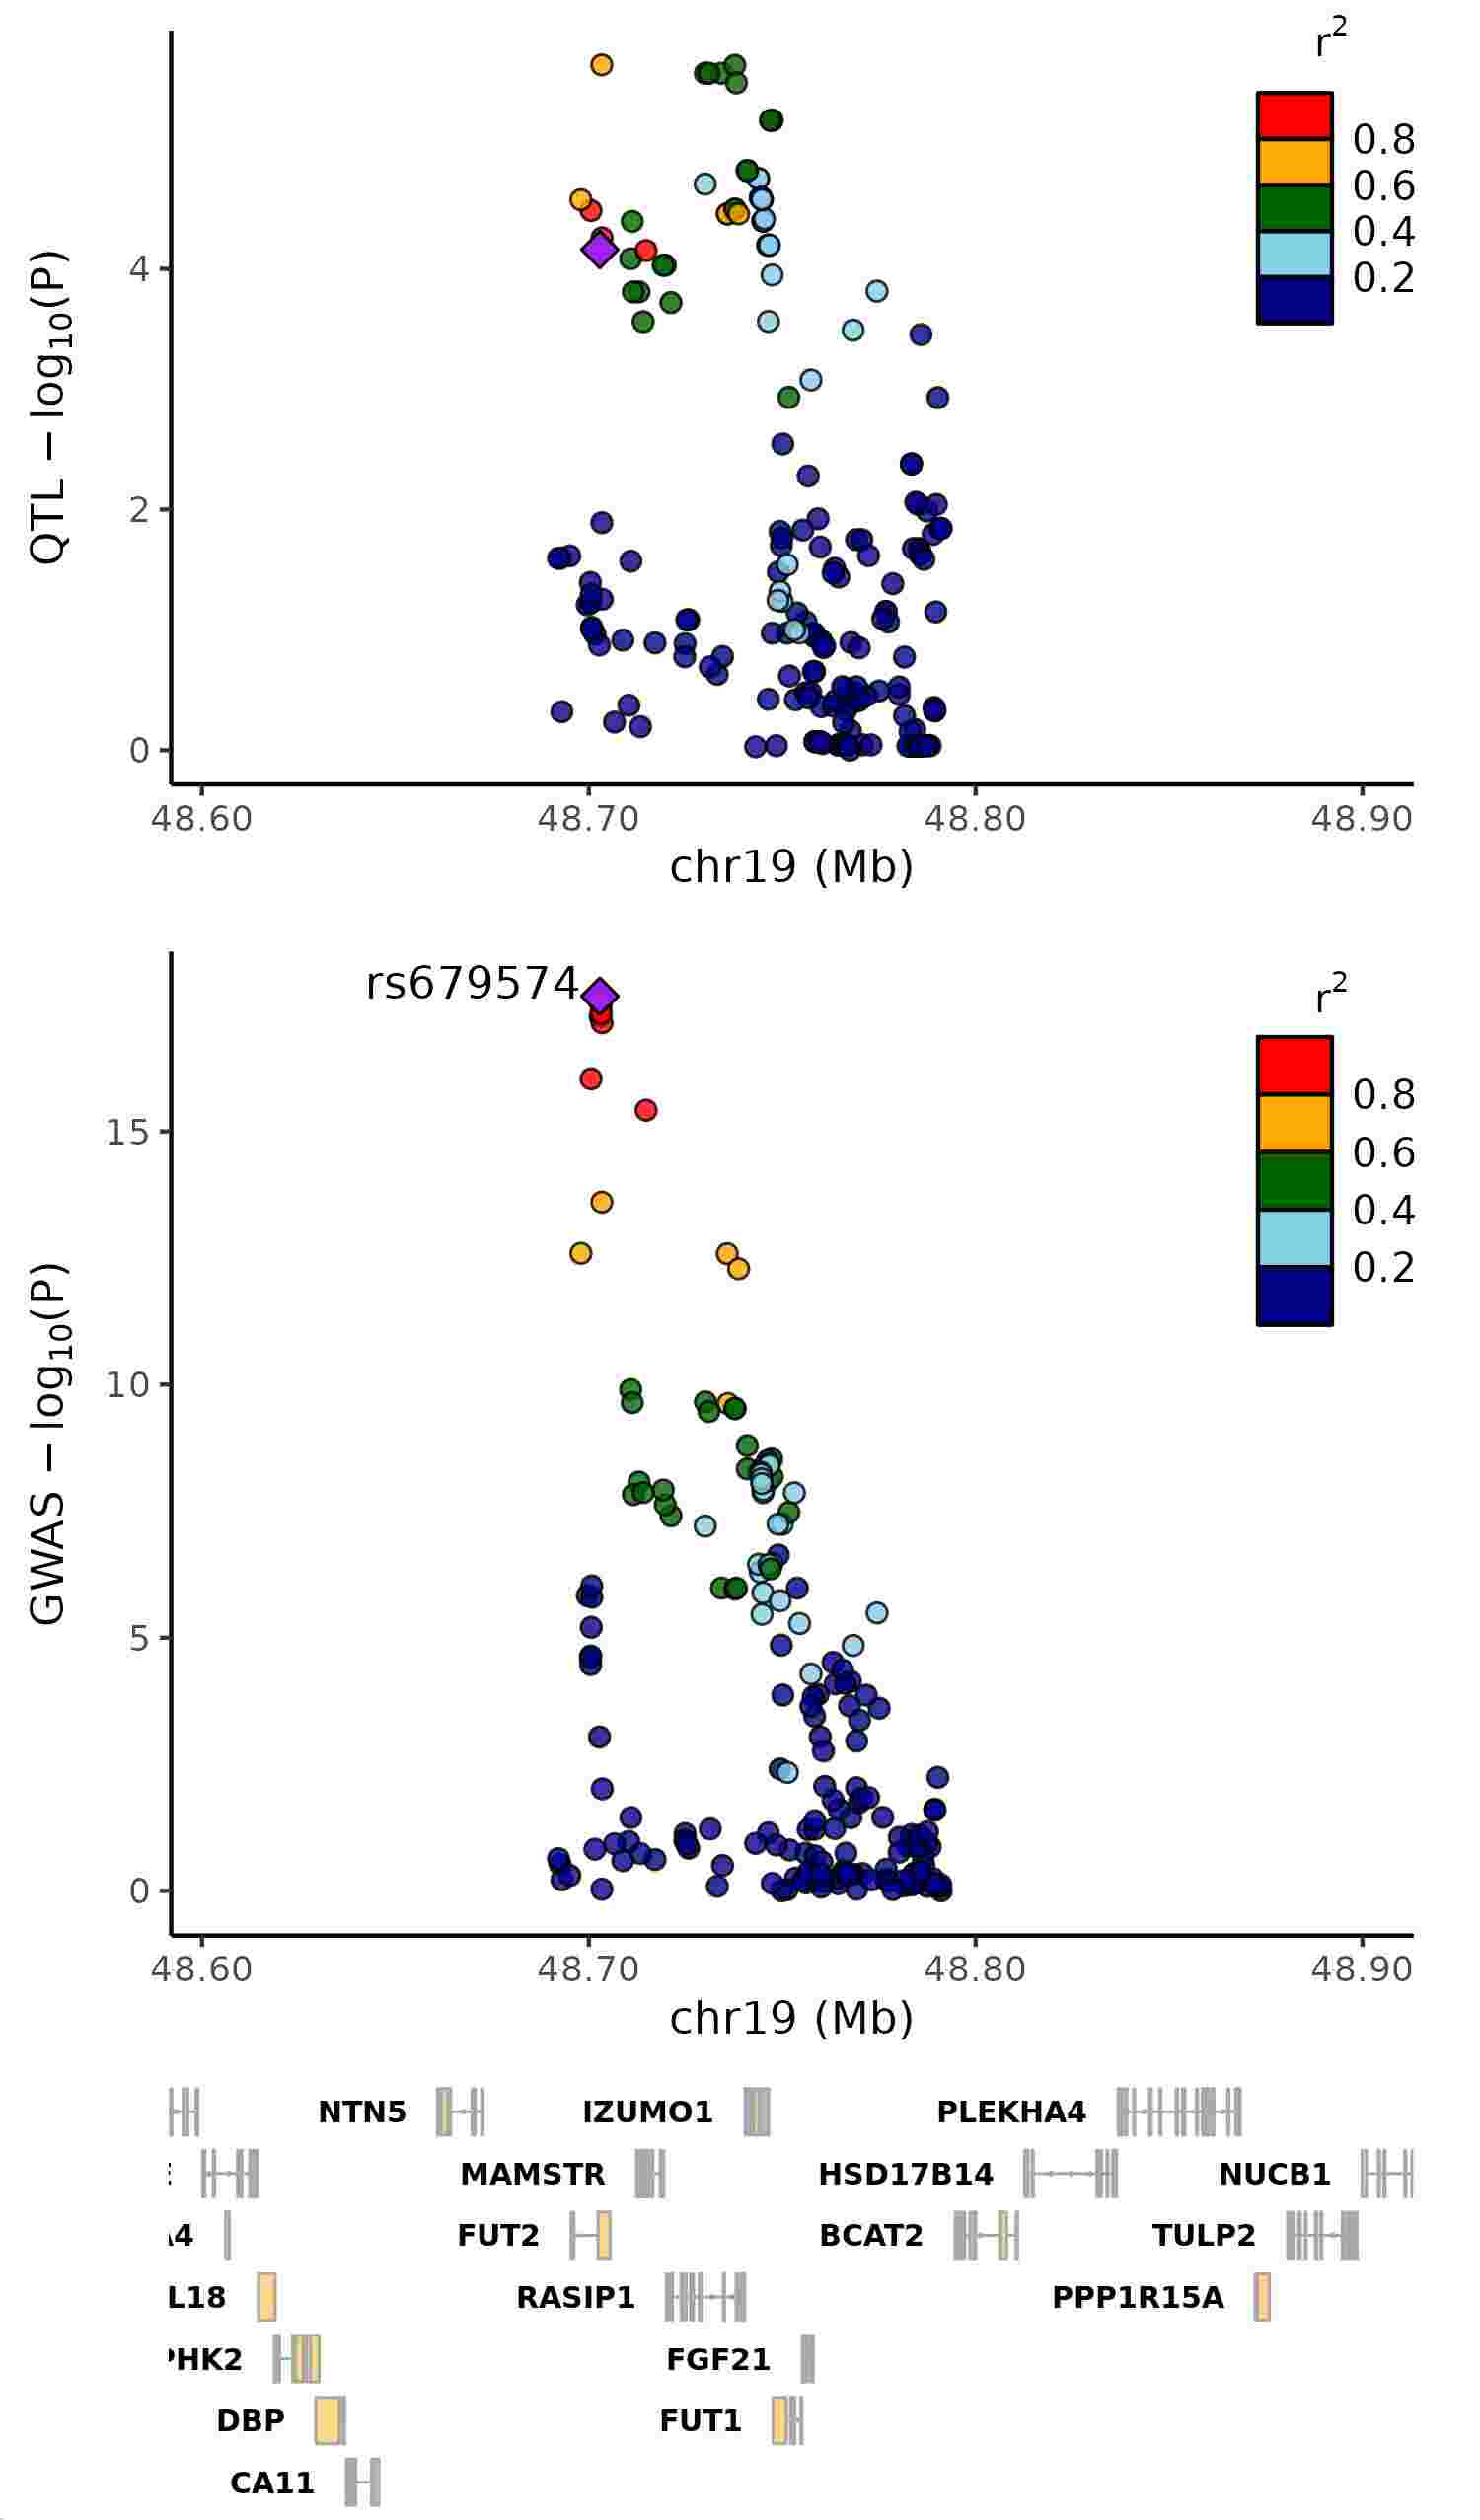 r²
0.8
0.6
0.4
0.2
QTL −log₁₀(P)
4
2
0
48.60 48.70 48.80 48.90
chr19 (Mb)
rs679574
r²
0.8
0.6
0.4
0.2
GWAS −log₁₀(P)
15
10
5
0
48.60 48.70 48.80 48.90
chr19 (Mb)
NTN5 IZUMO1 PLEKHA4
MAMSTR HSD17B14 NUCB1
4 FUT2 BCAT2 TULP2
L18 RASIP1 PPP1R15A
PHK2 FGF21
DBP FUT1
CA11